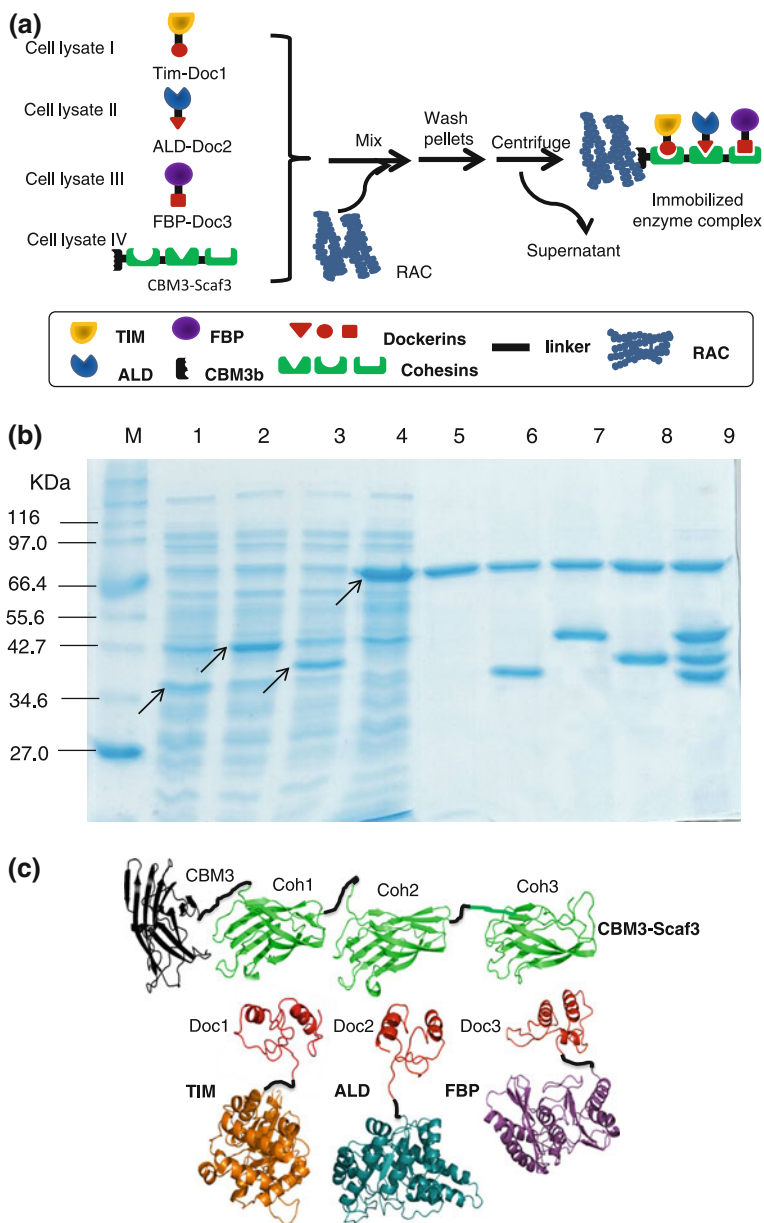 (a)
Cell lysate I
Tim-Doc1
Cell lysate II
ALD-Doc2
Cell lysate III
FBP-Doc3
Cell lysate IV
CBM3-Scaf3
Mix
RAC
Wash
pellets
Centrifuge
Supernatant
Immobilized
enzyme complex
TIM FBP Dockerins linker RAC
ALD CBM3b Cohesins
(b)
M 1 2 3 4 5 6 7 8 9
KDa
116
97.0
66.4
55.6
42.7
34.6
27.0
(c)
CBM3 Coh1 Coh2 Coh3
CBM3-Scaf3
Doc1 Doc2 Doc3
TIM ALD FBP